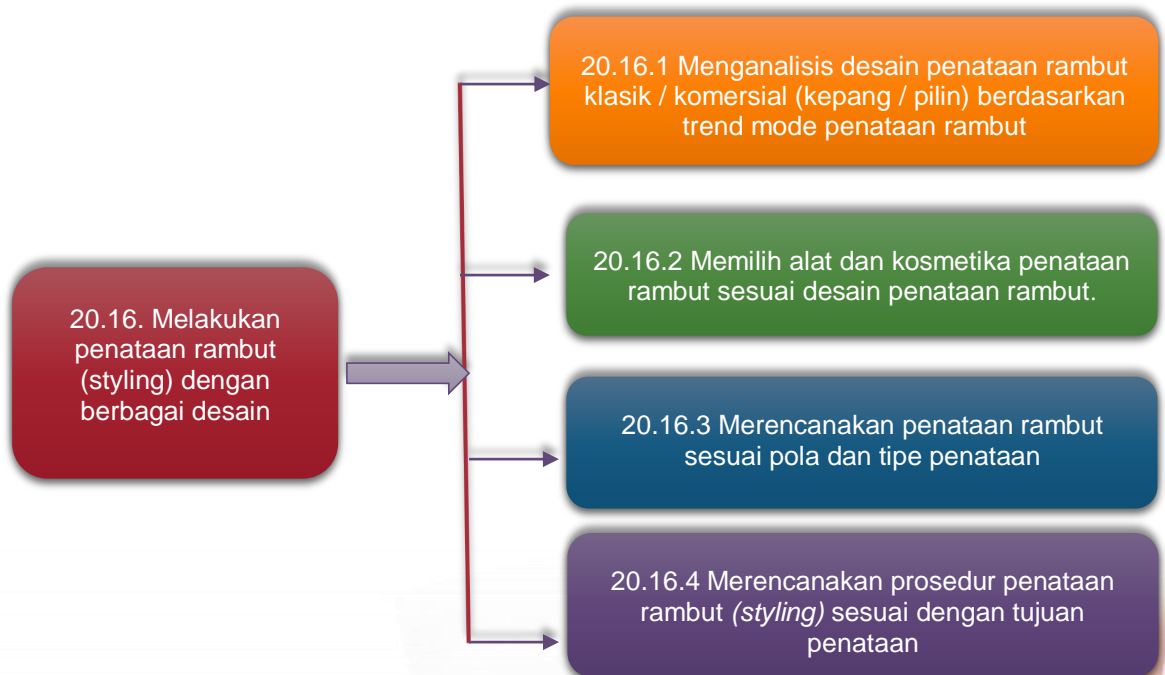 20.16. Melakukan
penataan rambut
(styling) dengan
berbagai desain
20.16.1 Menganalisis desain penataan rambut
klasik / komersial (kepang / pilin) berdasarkan
trend mode penataan rambut
20.16.2 Memilih alat dan kosmetika penataan
rambut sesuai desain penataan rambut.
20.16.3 Merencanakan penataan rambut
sesuai pola dan tipe penataan
20.16.4 Merencanakan prosedur penataan
rambut (styling) sesuai dengan tujuan
penataan